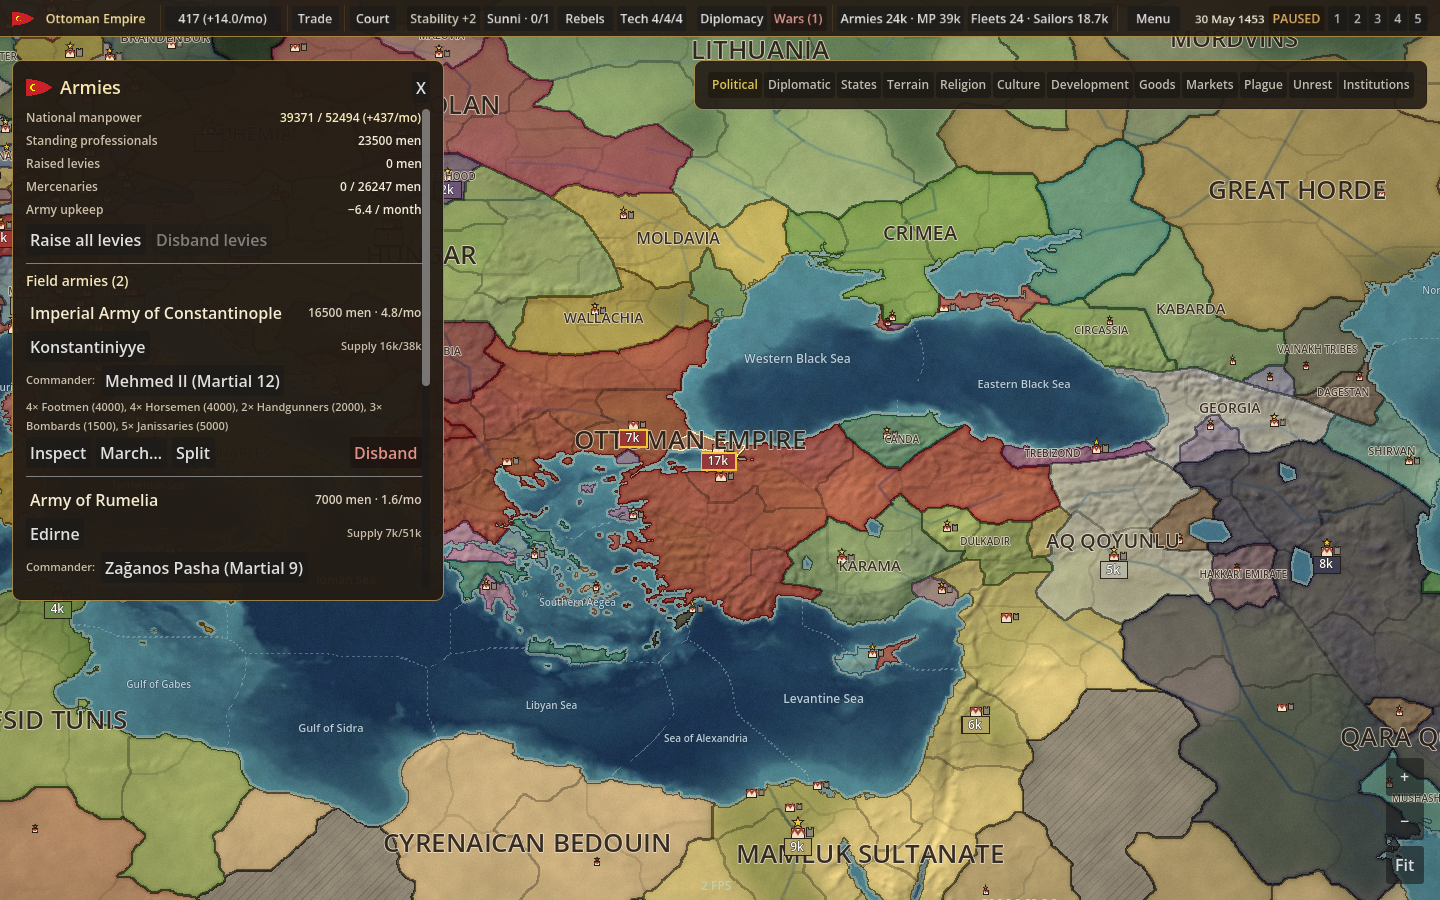 Ottoman Empire 417 (+14.0/mo) Trade Court Stability +2 Sunni · 0/1 Rebels Tech 4/4/4 Diplomacy Wars (1) Armies 24k · MP 39k Fleets 24 · Sailors 18.7k Menu 30 May 1453 PAUSED 1 2 3 4 5
Political Diplomatic States Terrain Religion Culture Development Goods Markets Plague Unrest Institutions
Armies X
National manpower 39371 / 52494 (+437/mo)
Standing professionals 23500 men
Raised levies 0 men
Mercenaries 0 / 26247 men
Army upkeep −6.4 / month
Raise all levies Disband levies
Field armies (2)
Imperial Army of Constantinople 16500 men · 4.8/mo
Konstantiniyye Supply 16k/38k
Commander: Mehmed II (Martial 12)
4× Footmen (4000), 4× Horsemen (4000), 2× Handgunners (2000), 3×
Bombards (1500), 5× Janissaries (5000)
Inspect March... Split Disband
Army of Rumelia 7000 men · 1.6/mo
Edirne Supply 7k/51k
Commander: Zağanos Pasha (Martial 9)
LITHUANIA
MORDVINS
GREAT HORDE
MOLDAVIA
CRIMEA
WALLACHIA
KABARDA
CIRCASSIA
VAINAKH TRIBES
DAGESTAN
Western Black Sea
Eastern Black Sea
GEORGIA
OTTOMAN EMPIRE
7k
17k
CANDA
TREBIZOND
SHIRVAN
DULKADIR
AQ QOYUNLU
5k
KARAMA
HAKKARI EMIRATE
8k
4k
Southern Aegea
Gulf of Gabes
Levantine Sea
Libyan Sea
Gulf of Sidra
Sea of Alexandria
6k
FSID TUNIS
QARA Q
CYRENAICAN BEDOUIN
MAMLUK SULTANATE
9k
MUSHASH
+
−
Fit
2 FPS